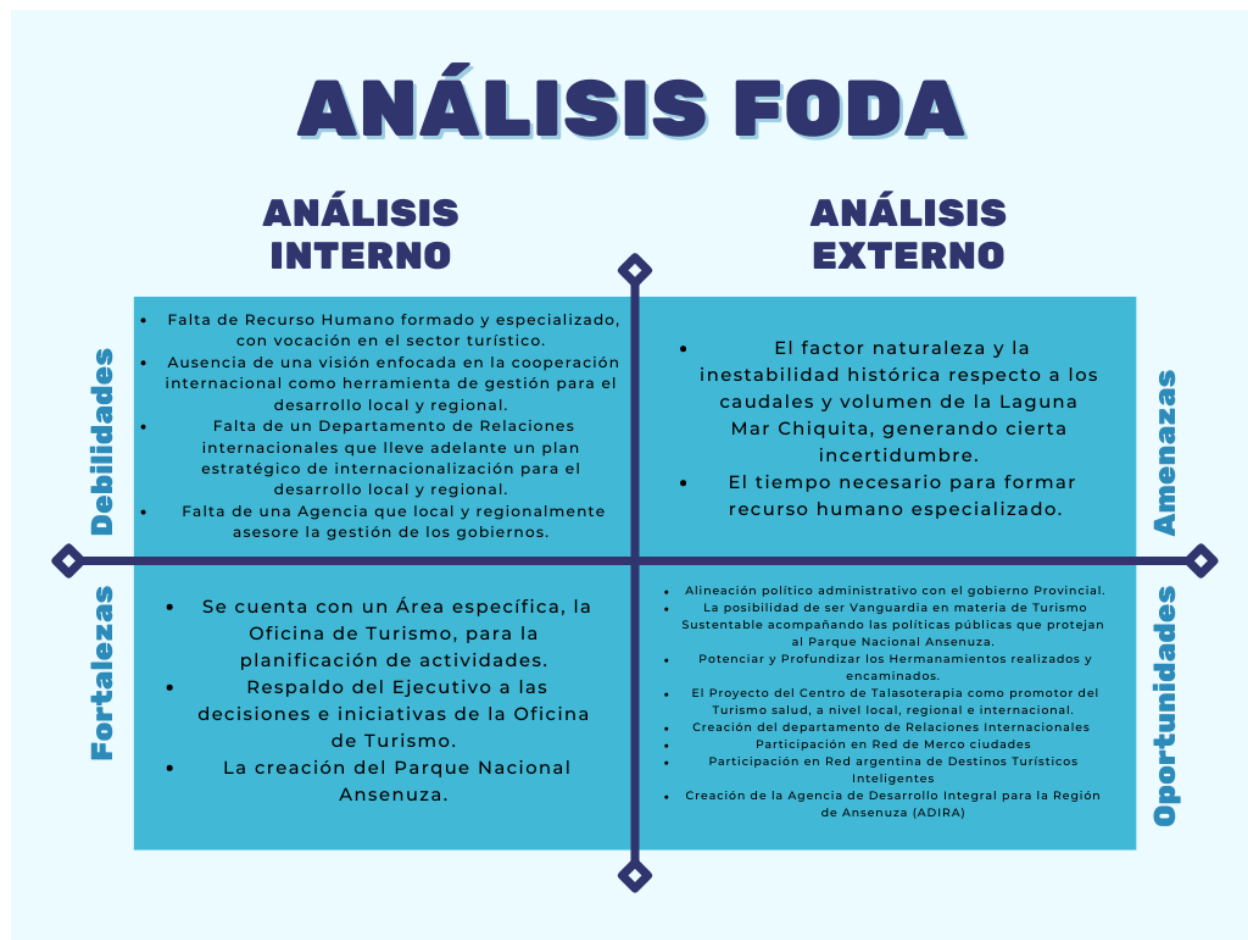 ANÁLISIS FODA
ANÁLISIS
INTERNO
ANÁLISIS
EXTERNO
Debilidades
• Falta de Recurso Humano formado y especializado,
con vocación en el sector turístico.
• Ausencia de una visión enfocada en la cooperación
internacional como herramienta de gestión para el
desarrollo local y regional.
• Falta de un Departamento de Relaciones
internacionales que lleve adelante un plan
estratégico de internacionalización para el
desarrollo local y regional.
• Falta de una Agencia que local y regionalmente
asesore la gestión de los gobiernos.
• El factor naturaleza y la
inestabilidad histórica respecto a los
caudales y volumen de la Laguna
Mar Chiquita, generando cierta
incertidumbre.
• El tiempo necesario para formar
recurso humano especializado.
Amenazas
Fortalezas
• Se cuenta con un Área específica, la
Oficina de Turismo, para la
planificación de actividades.
• Respaldo del Ejecutivo a las
decisiones e iniciativas de la Oficina
de Turismo.
• La creación del Parque Nacional
Ansenuza.
• Alineación político administrativo con el gobierno Provincial.
• La posibilidad de ser Vanguardia en materia de Turismo
Sustentable acompañando las políticas públicas que protejan
al Parque Nacional Ansenuza.
• Potenciar y Profundizar los Hermanamientos realizados y
encaminados.
• El Proyecto del Centro de Talasoterapia como promotor del
Turismo salud, a nivel local, regional e internacional.
• Creación del departamento de Relaciones Internacionales
• Participación en Red de Merco ciudades
• Participación en Red argentina de Destinos Turísticos
Inteligentes
• Creación de la Agencia de Desarrollo Integral para la Región
de Ansenuza (ADIRA)
Oportunidades